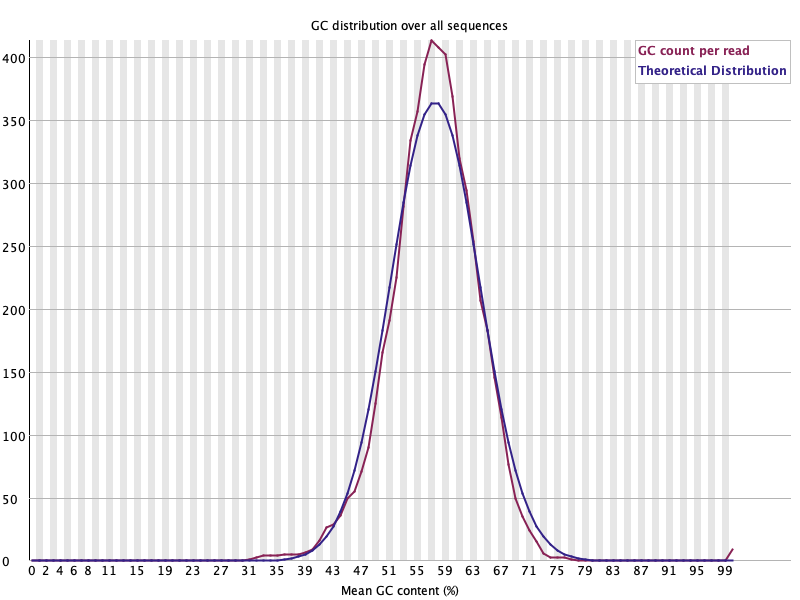 GC distribution over all sequences
GC count per read
Theoretical Distribution
400
350
300
250
200
150
100
50
0
0 2 4 6 8 11 15 19 23 27 31 35 39 43 47 51 55 59 63 67 71 75 79 83 87 91 95 99
Mean GC content (%)